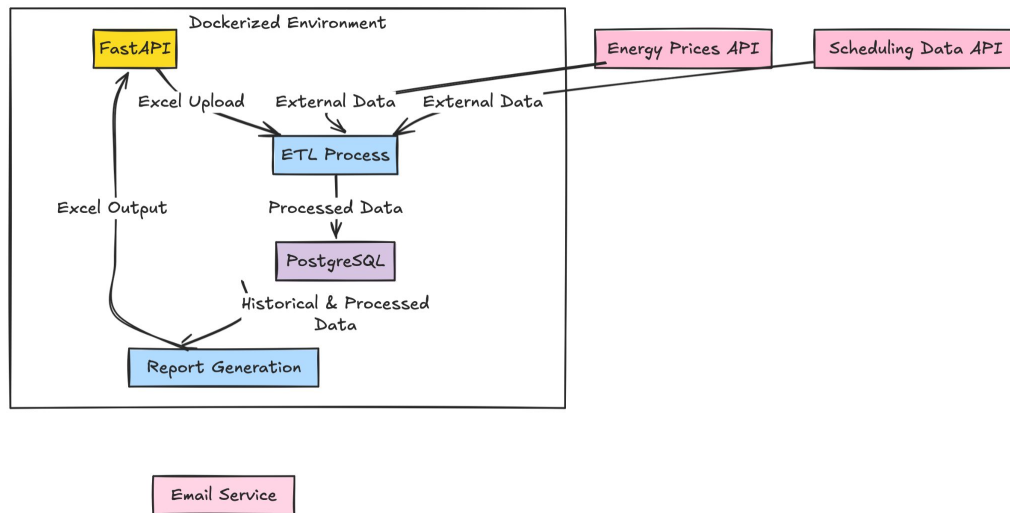 Dockerized Environment
FastAPI
Energy Prices API
Scheduling Data API
Excel Upload
External Data
External Data
ETL Process
Excel Output
Processed Data
PostgreSQL
Historical & Processed
Data
Report Generation
Email Service